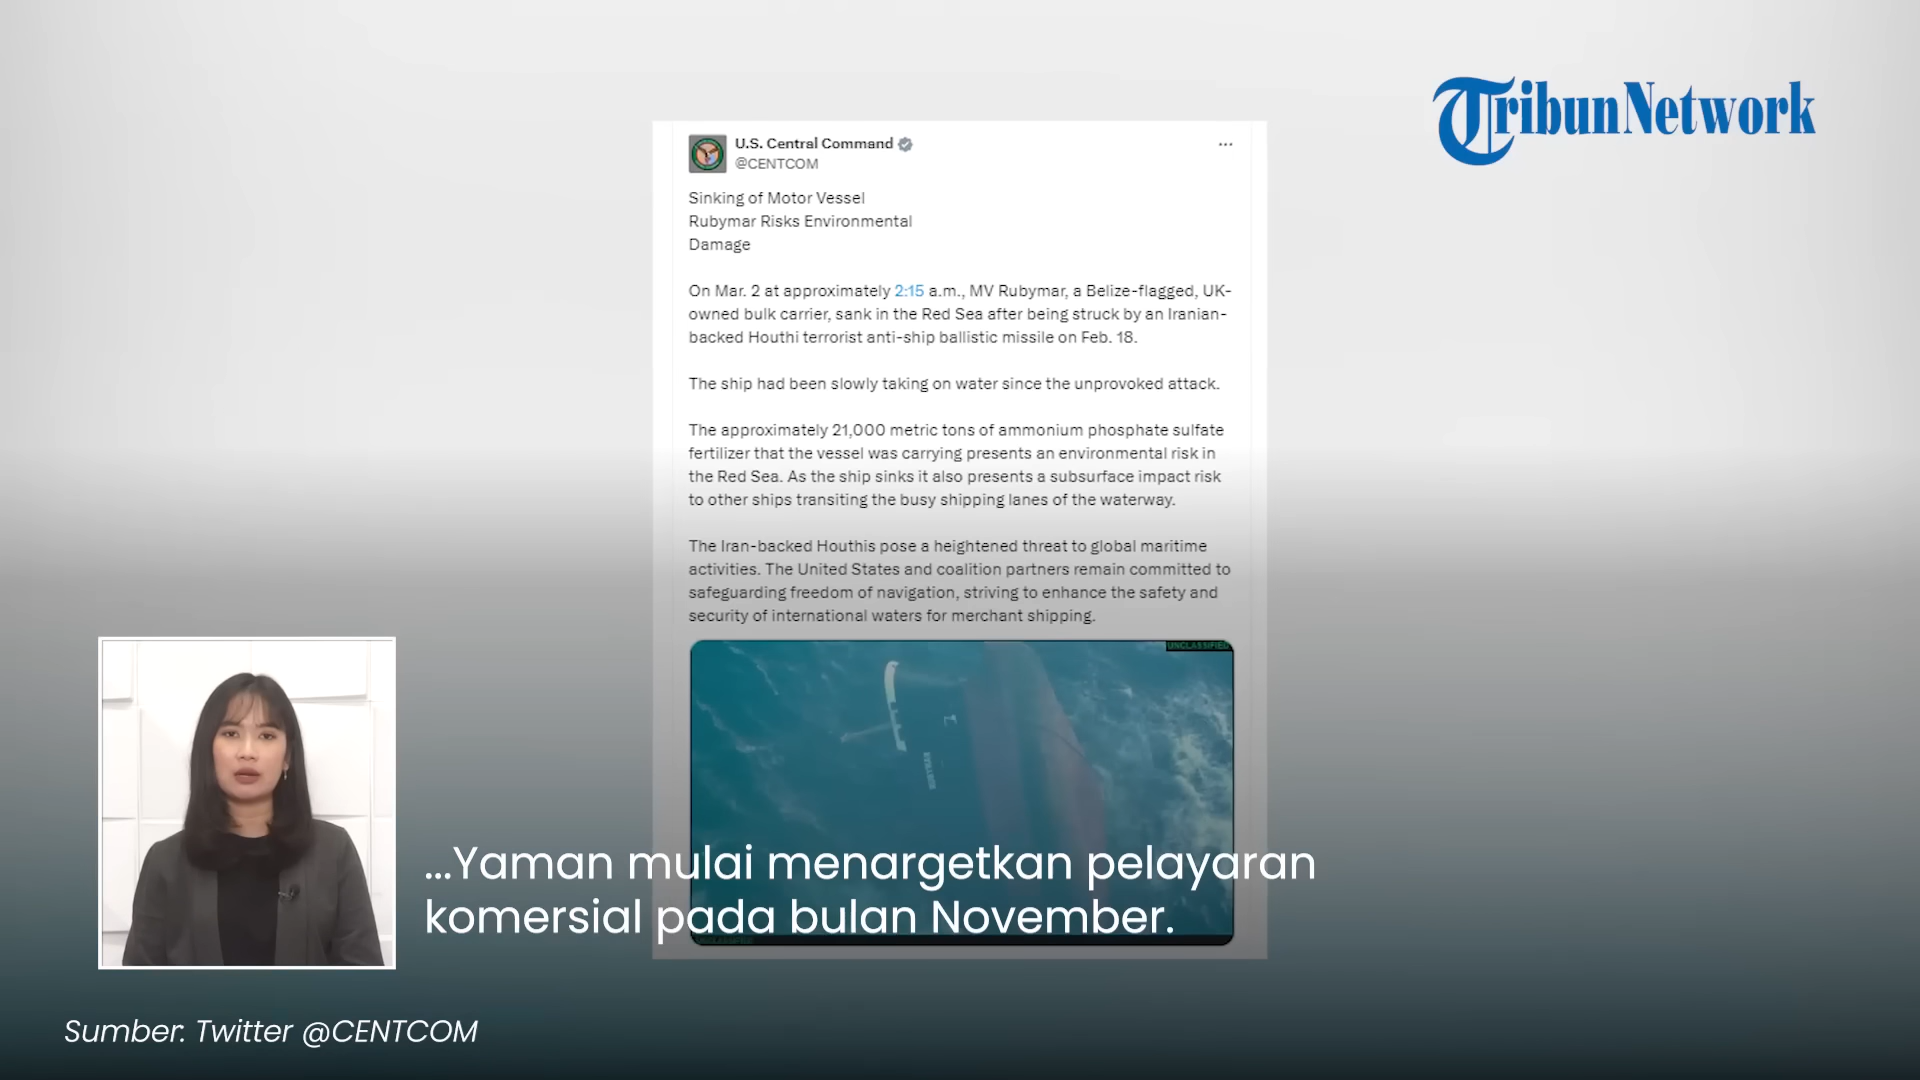 TribunNetwork
U.S. Central Command
@CENTCOM
Sinking of Motor Vessel
Rubymar Risks Environmental
Damage
On Mar. 2 at approximately 2:15 a.m., MV Rubymar, a Belize-flagged, UK-
owned bulk carrier, sank in the Red Sea after being struck by an Iranian-
backed Houthi terrorist anti-ship ballistic missile on Feb. 18.
The ship had been slowly taking on water since the unprovoked attack.
The approximately 21,000 metric tons of ammonium phosphate sulfate
fertilizer that the vessel was carrying presents an environmental risk in
the Red Sea. As the ship sinks it also presents a subsurface impact risk
to other ships transiting the busy shipping lanes of the waterway.
The Iran-backed Houthis pose a heightened threat to global maritime
activities. The United States and coalition partners remain committed to
safeguarding freedom of navigation, striving to enhance the safety and
security of international waters for merchant shipping.
UNCLASSIFIED
...Yaman mulai menargetkan pelayaran
komersial pada bulan November.
Sumber: Twitter @CENTCOM